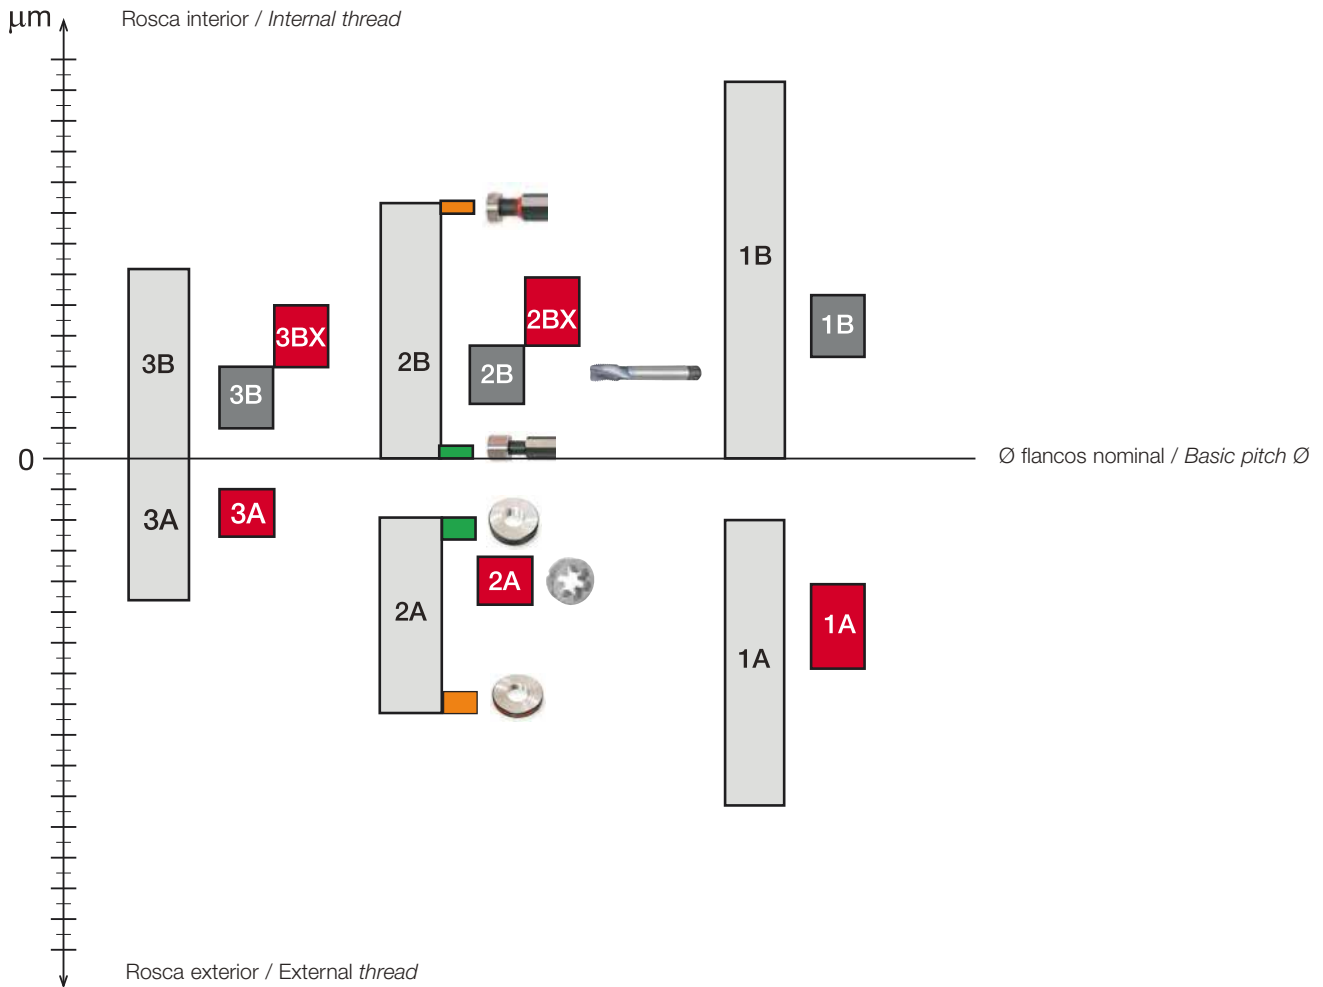 μm
Rosca interior / Internal thread
1B
3BX
2BX
1B
3B
2B
2B
3B
0
Ø flancos nominal / Basic pitch Ø
3A
3A
2A
2A
1A
1A
Rosca exterior / External thread